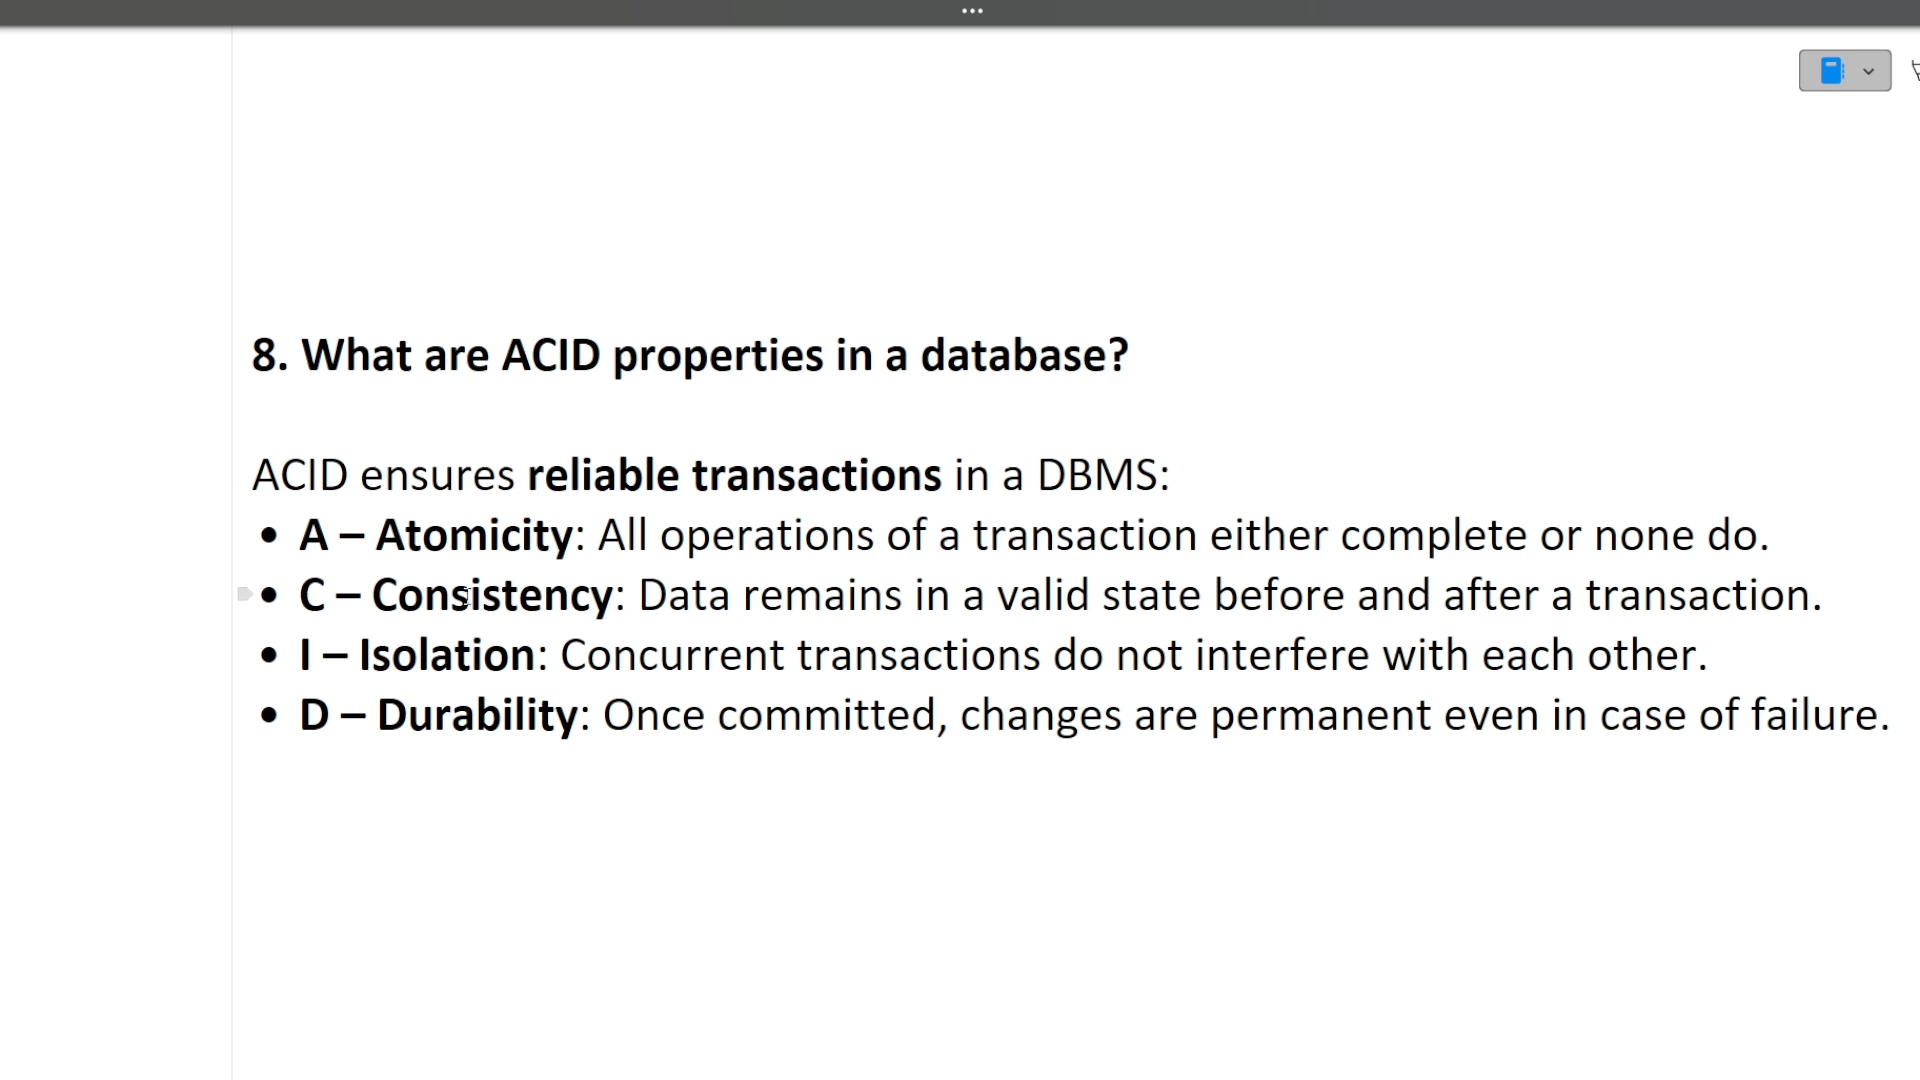 8. What are ACID properties in a database?
ACID ensures reliable transactions in a DBMS:
• A – Atomicity: All operations of a transaction either complete or none do.
• C – Consistency: Data remains in a valid state before and after a transaction.
• I – Isolation: Concurrent transactions do not interfere with each other.
• D – Durability: Once committed, changes are permanent even in case of failure.